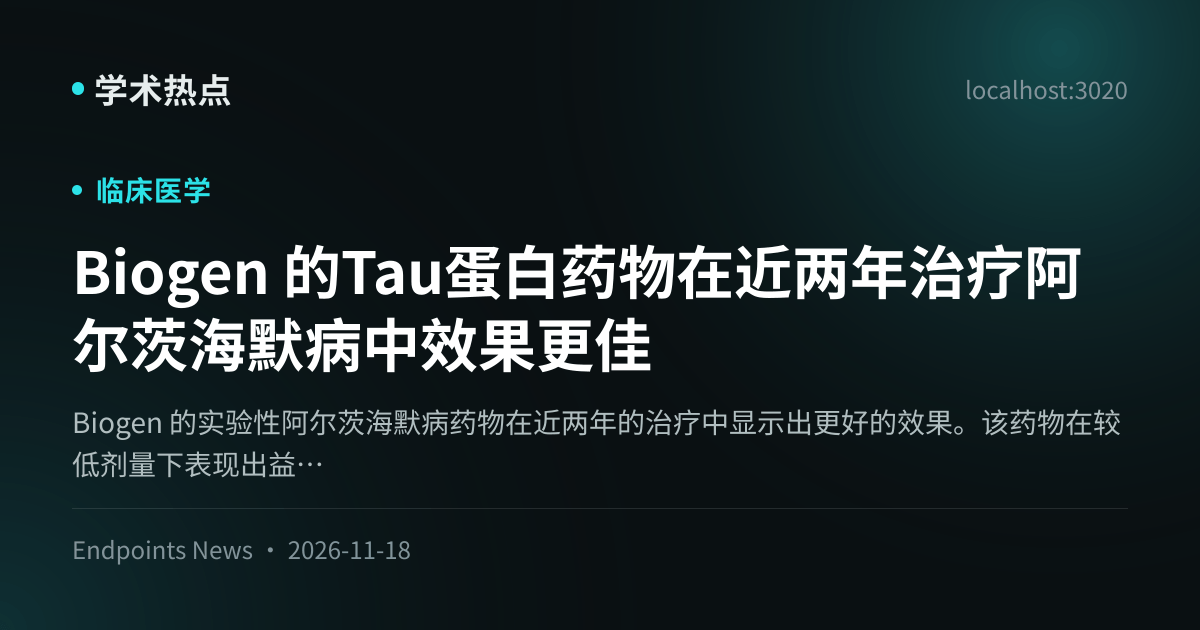 学术热点
localhost:3020
临床医学
Biogen 的Tau蛋白药物在近两年治疗阿
尔茨海默病中效果更佳
Biogen 的实验性阿尔茨海默病药物在近两年的治疗中显示出更好的效果。该药物在较
低剂量下表现出益…
Endpoints News · 2026-11-18